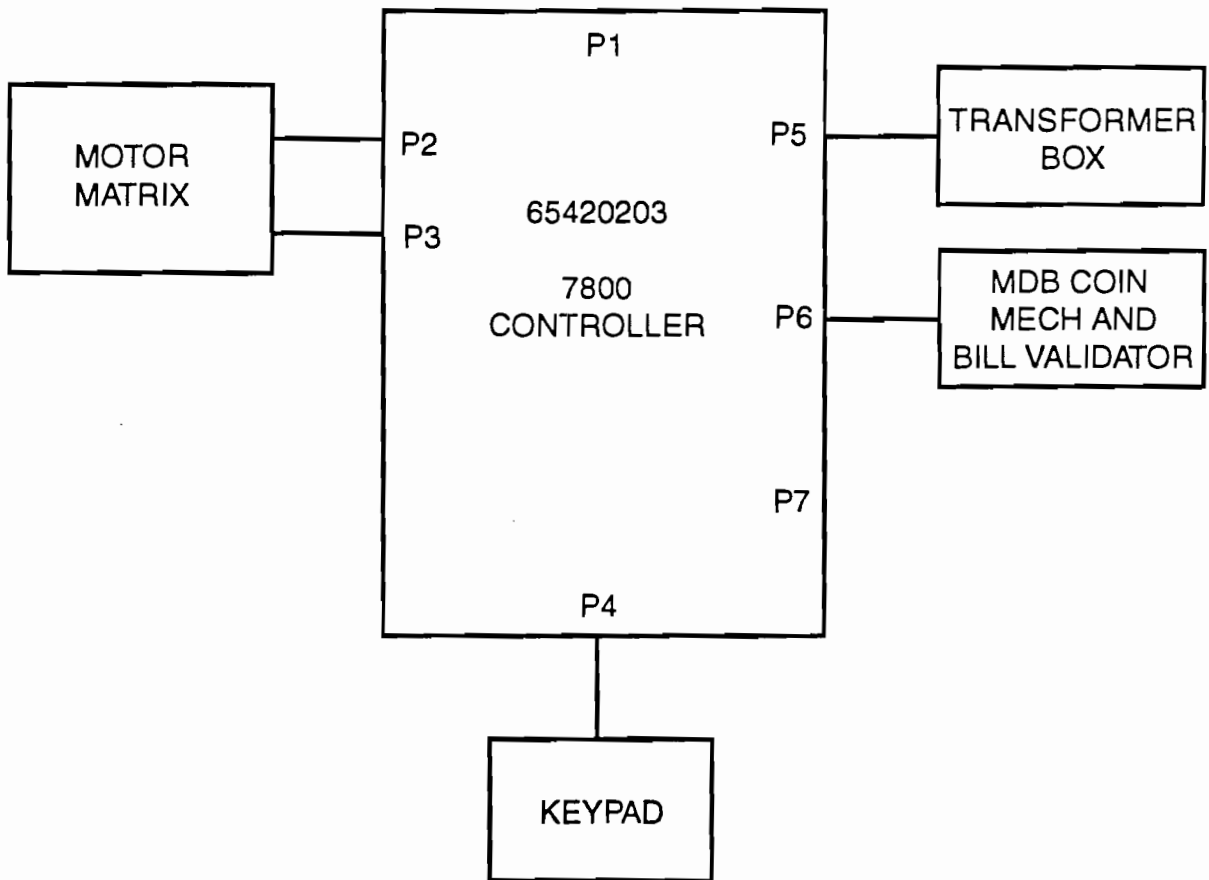 P1
MOTOR
MATRIX
P2
P3
65420203
7800
CONTROLLER
P5
TRANSFORMER
BOX
P6
MDB COIN
MECH AND
BILL VALIDATOR
P7
P4
KEYPAD